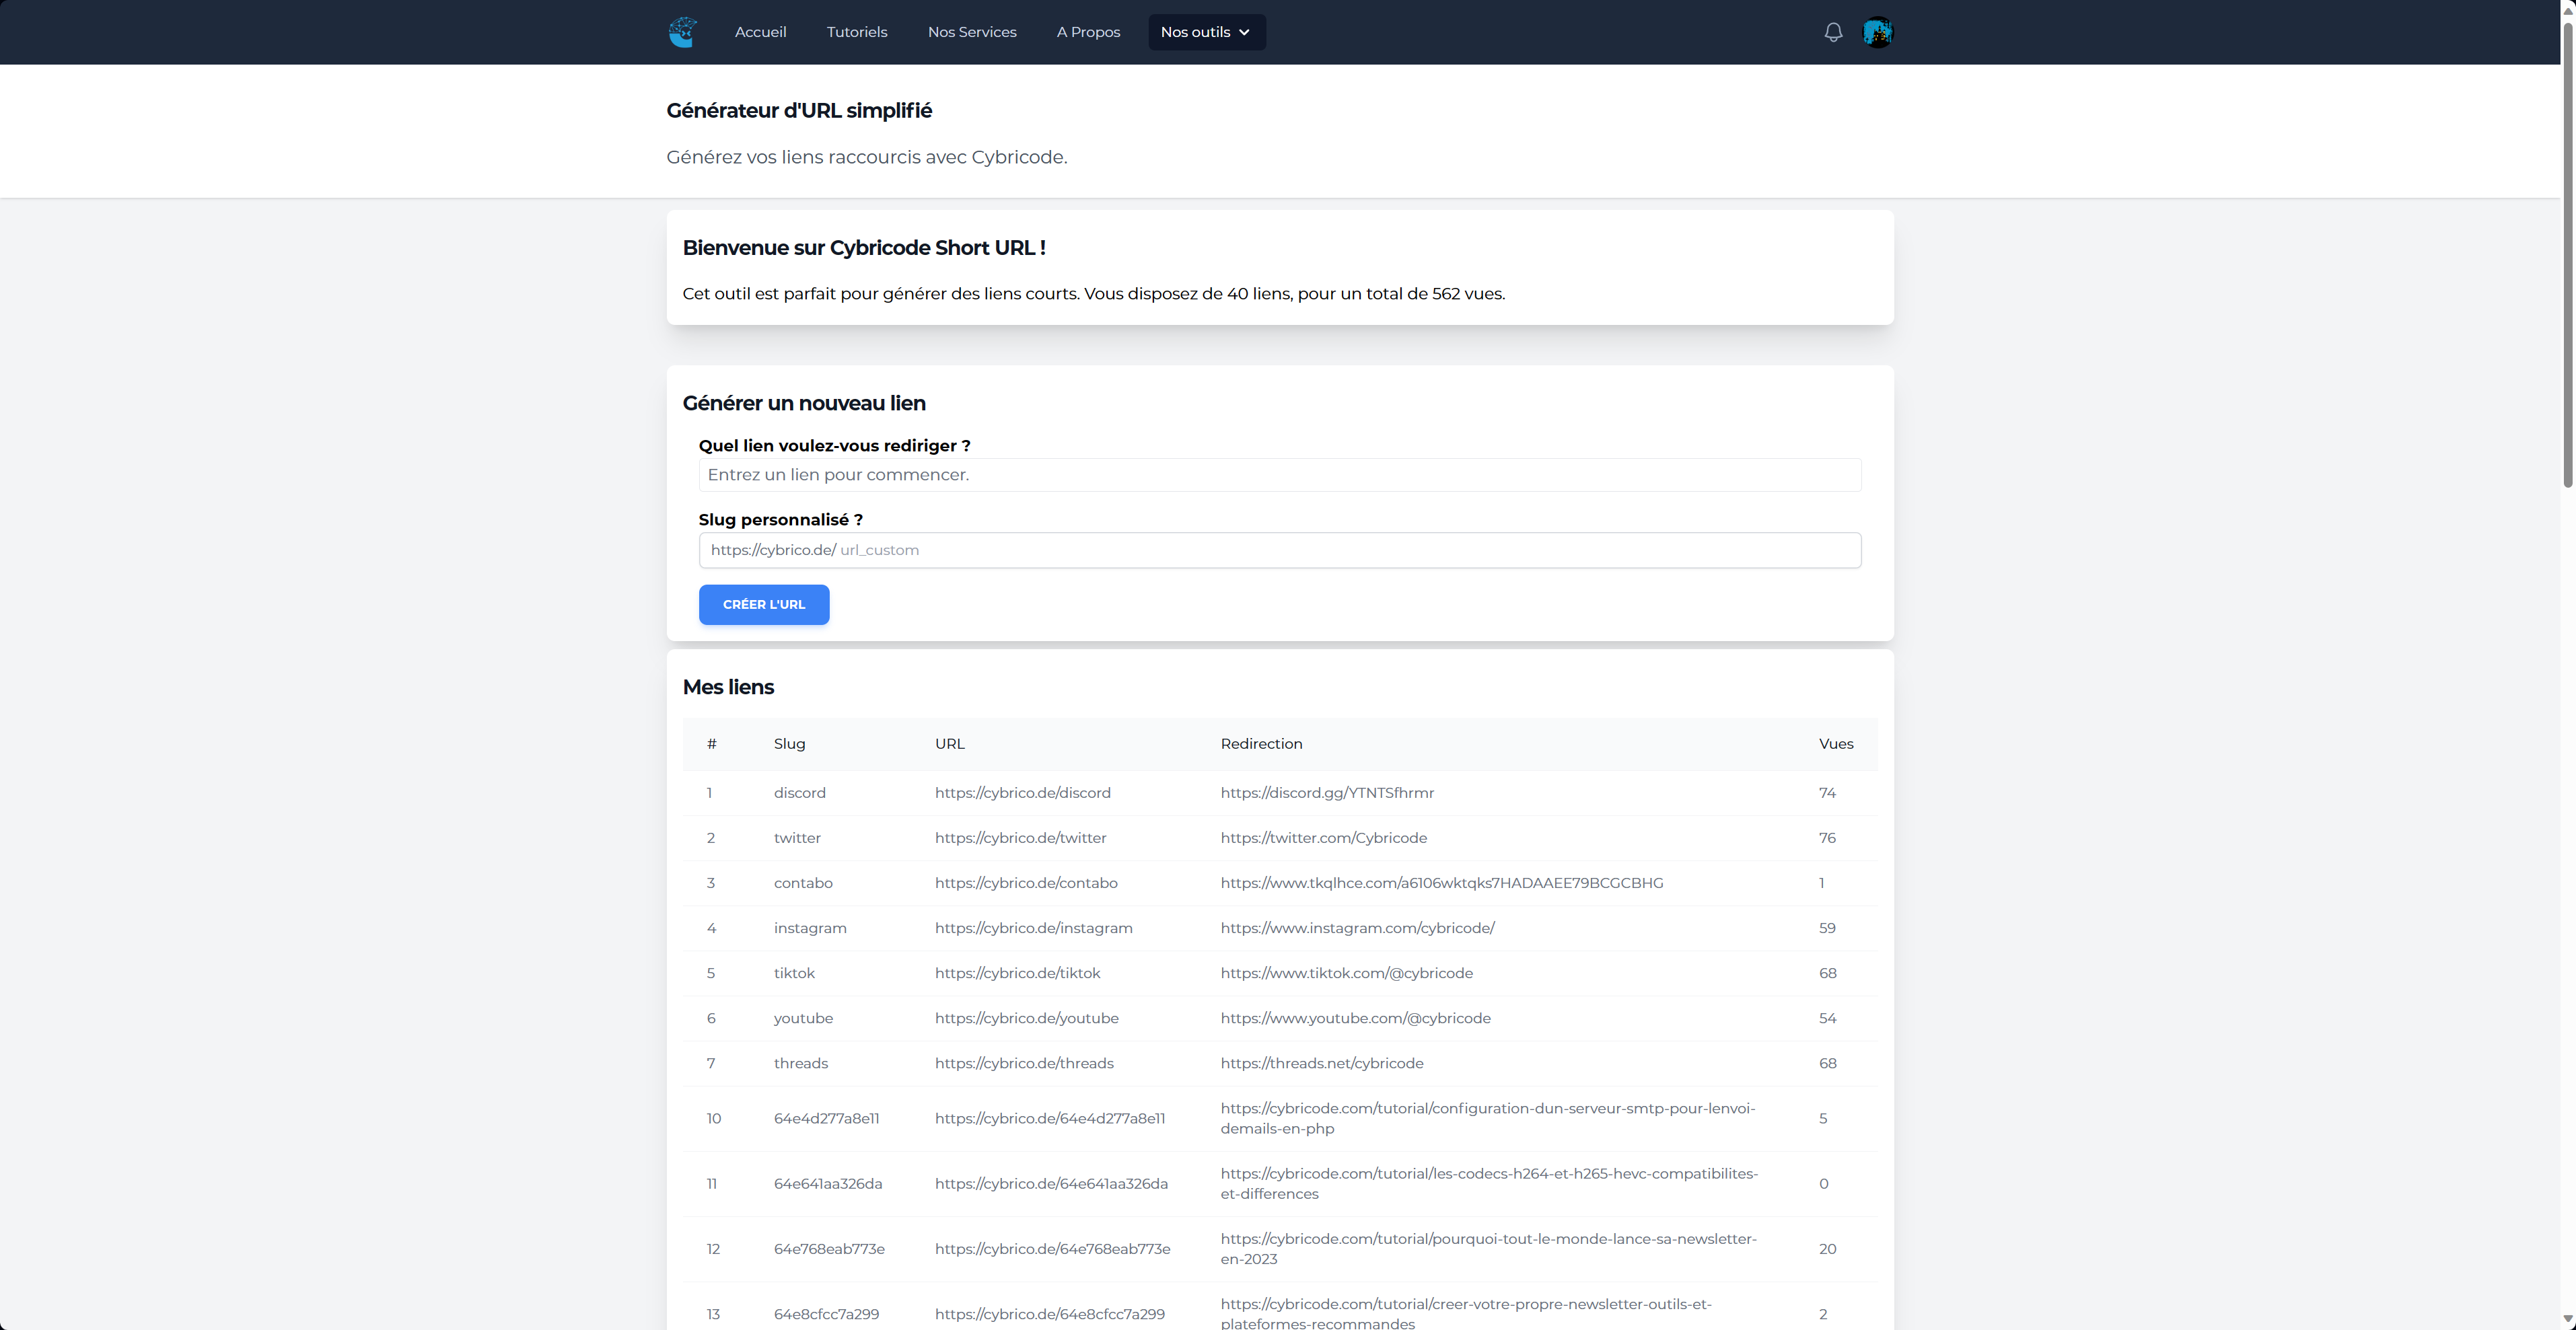 Accueil Tutoriels Nos Services A Propos Nos outils
Générateur d'URL simplifié
Générez vos liens raccourcis avec Cybricode.
Bienvenue sur Cybricode Short URL !
Cet outil est parfait pour générer des liens courts. Vous disposez de 40 liens, pour un total de 562 vues.
Générer un nouveau lien
Quel lien voulez-vous rediriger ?
Entrez un lien pour commencer.
Slug personnalisé ?
https://cybrico.de/ url_custom
CRÉER L'URL
Mes liens
# Slug URL Redirection Vues
1 discord https://cybrico.de/discord https://discord.gg/YTNTSfhrmr 74
2 twitter https://cybrico.de/twitter https://twitter.com/Cybricode 76
3 contabo https://cybrico.de/contabo https://www.tkqlhce.com/a6106wktqks7HADAAEE79BCGCBHG 1
4 instagram https://cybrico.de/instagram https://www.instagram.com/cybricode/ 59
5 tiktok https://cybrico.de/tiktok https://www.tiktok.com/@cybricode 68
6 youtube https://cybrico.de/youtube https://www.youtube.com/@cybricode 54
7 threads https://cybrico.de/threads https://threads.net/cybricode 68
10 64e4d277a8e11 https://cybrico.de/64e4d277a8e11 https://cybricode.com/tutorial/configuration-dun-serveur-smtp-pour-lenvoi-
demails-en-php 5
11 64e641aa326da https://cybrico.de/64e641aa326da https://cybricode.com/tutorial/les-codecs-h264-et-h265-hevc-compatibilites-
et-differences 0
12 64e768eab773e https://cybrico.de/64e768eab773e https://cybricode.com/tutorial/pourquoi-tout-le-monde-lance-sa-newsletter-
en-2023 20
13 64e8cfcc7a299 https://cybrico.de/64e8cfcc7a299 https://cybricode.com/tutorial/creer-votre-propre-newsletter-outils-et-
plateformes-recommandes 2